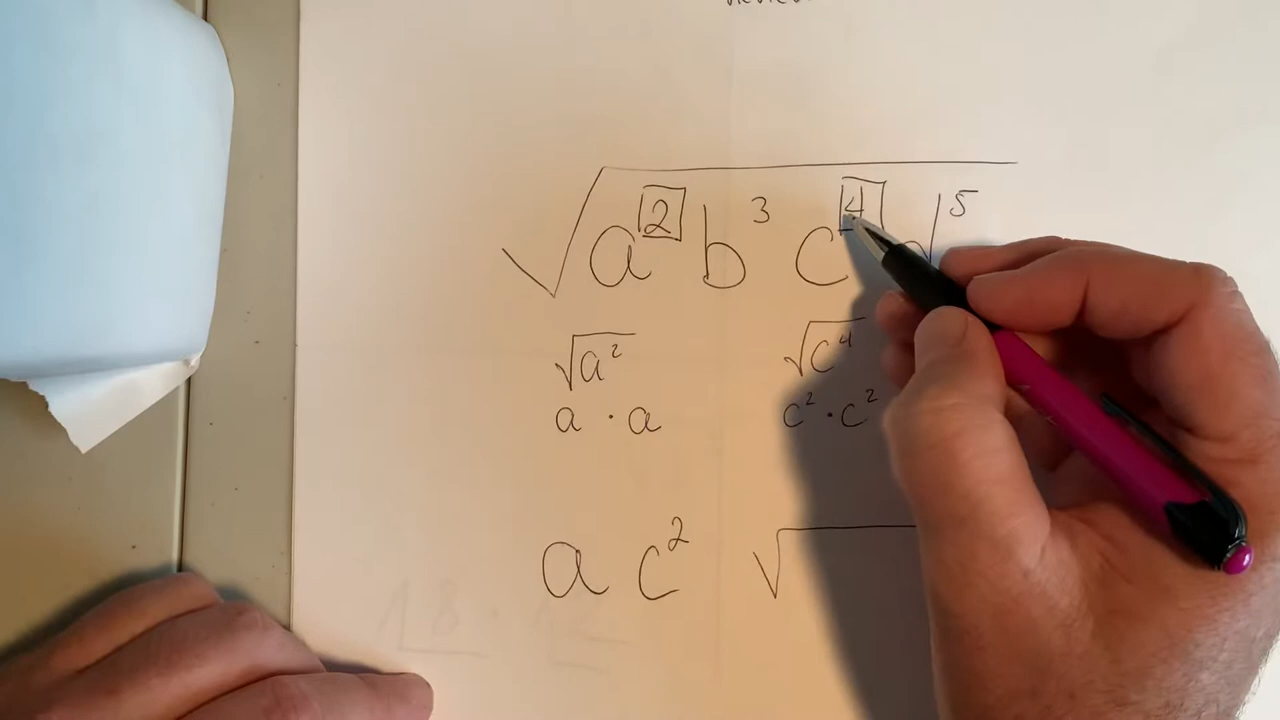 √a²b³c⁴d⁵
√a² √c⁴
a · a c² · c²
a c² √